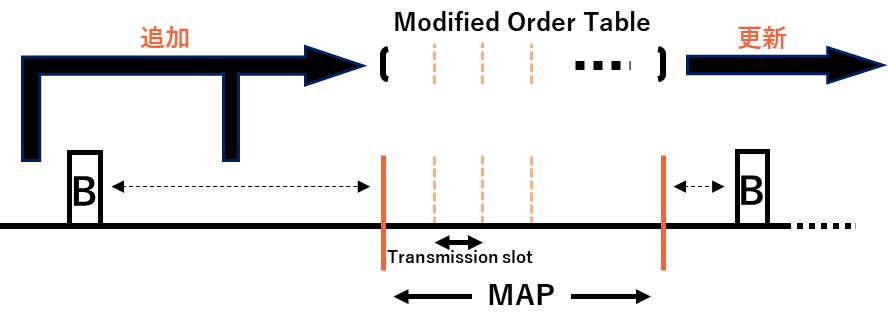 追加
Modified Order Table
更新
B
B
Transmission slot
MAP